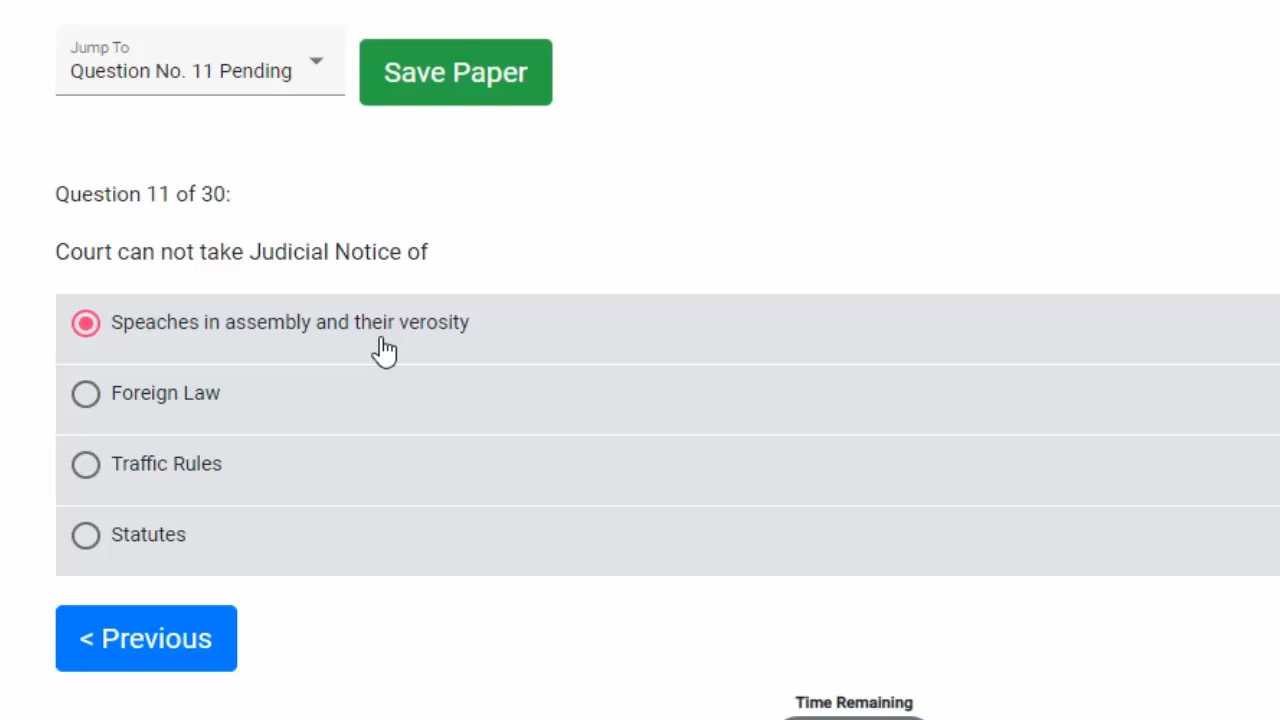 Jump To
Question No. 11 Pending
Save Paper
Question 11 of 30:
Court can not take Judicial Notice of
Speaches in assembly and their verosity
Foreign Law
Traffic Rules
Statutes
< Previous
Time Remaining